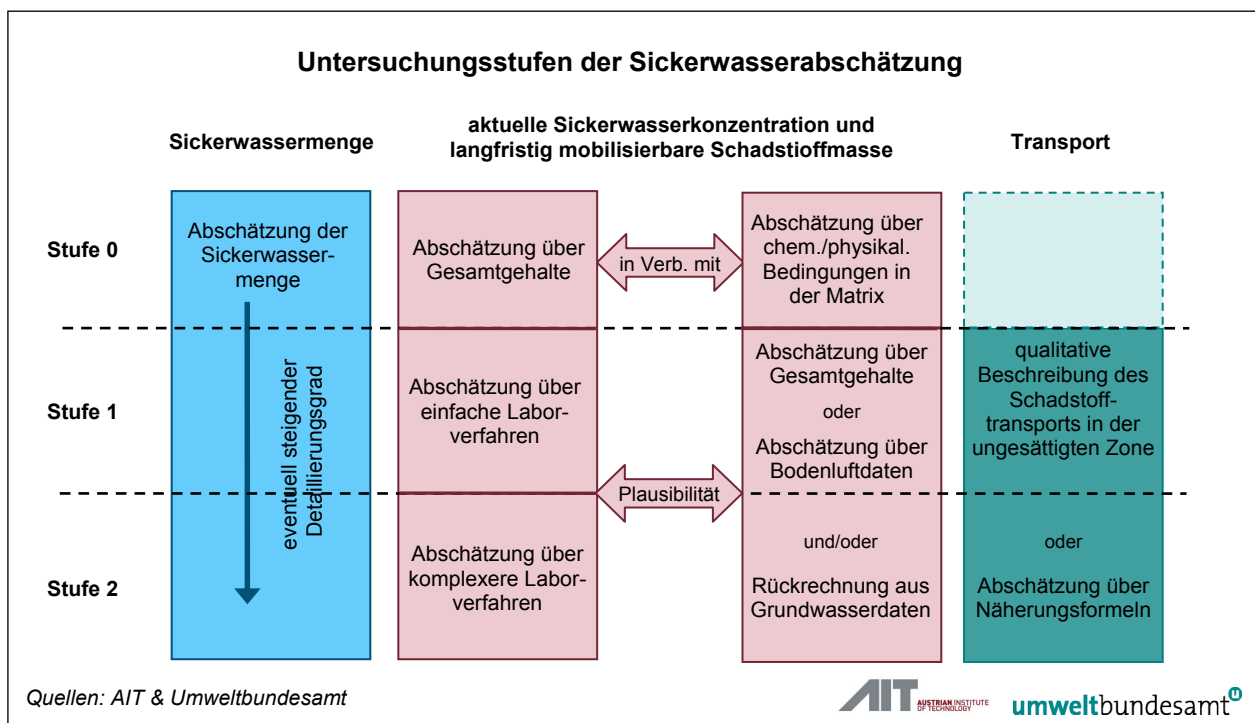 Untersuchungsstufen der Sickerwasserabschätzung
Sickerwassermenge
aktuelle Sickerwasserkonzentration und
langfristig mobilisierbare Schadstioffmasse
Transport
Stufe 0
Abschätzung der
Sickerwasser-
menge
Abschätzung über
Gesamtgehalte
in Verb. mit
Abschätzung über
chem./physikal.
Bedingungen in
der Matrix
Stufe 1
eventuell steigender
Detaillierungsgrad
Abschätzung über
einfache Labor-
verfahren
Abschätzung über
Gesamtgehalte
oder
Abschätzung über
Bodenluftdaten
qualitative
Beschreibung des
Schadstoff-
transports in der
ungesättigten Zone
Plausibilität
Stufe 2
Abschätzung über
komplexere Labor-
verfahren
und/oder
Rückrechnung aus
Grundwasserdaten
oder
Abschätzung über
Näherungsformeln
Quellen: AIT & Umweltbundesamt
AIT AUSTRIAN INSTITUTE
OF TECHNOLOGY
umweltbundesamt u